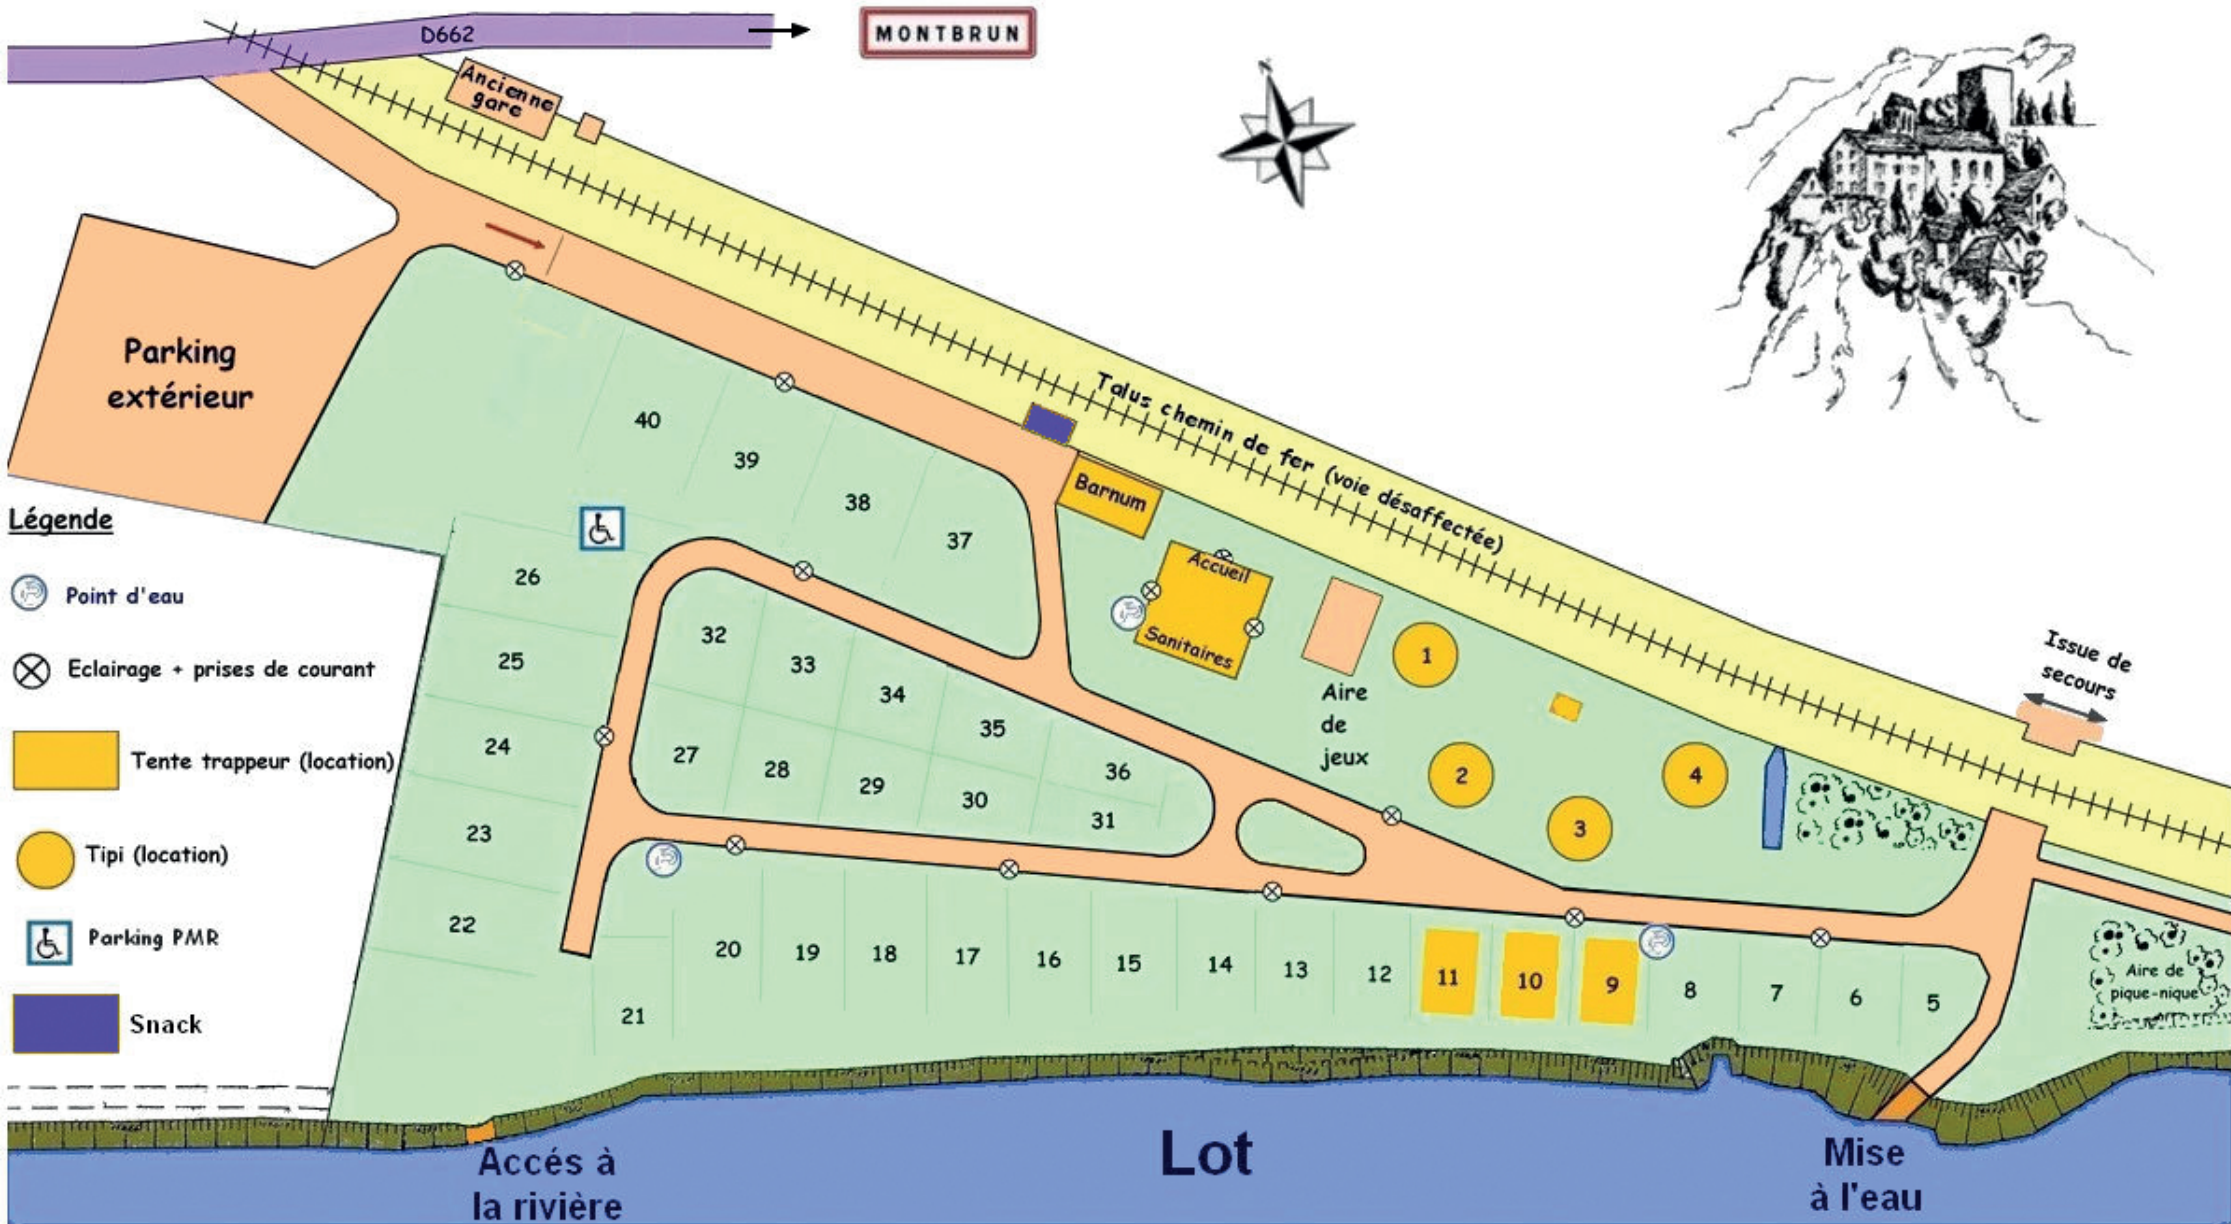 D662
MONTBRUN
N
Ancienne
gare
Parking
extérieur
Talus chemin de fer (voie désaffectée)
Barnum
Accueil
Sanitaires
Aire
de
jeux
Issue de
secours
1
2
3
4
40
39
38
37
26
25
24
23
22
32
33
34
35
36
27
28
29
30
31
21
20
19
18
17
16
15
14
13
12
11
10
9
8
7
6
5
Aire de
pique-nique
Légende
Point d'eau
Eclairage + prises de courant
Tente trappeur (location)
Tipi (location)
Parking PMR
Snack
Accés à
la rivière
Lot
Mise
à l'eau